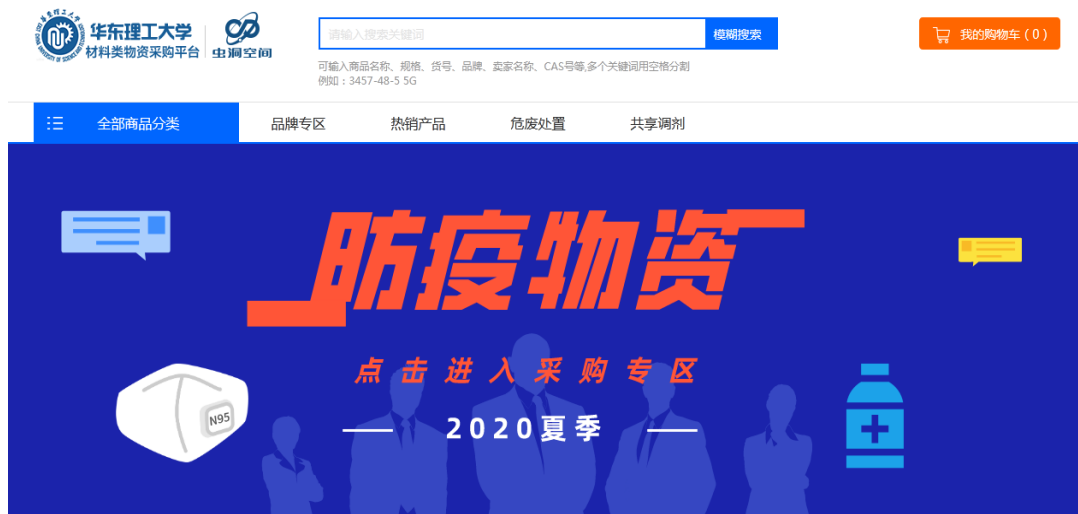 华东理工大学
材料类物资采购平台
虫洞空间
请输入搜索关键词
模糊搜索
我的购物车 ( 0 )
可输入商品名称、规格、货号、品牌、卖家名称、CAS号等,多个关键词用空格分割
例如：3457-48-5 5G
全部商品分类
品牌专区
热销产品
危废处置
共享调剂
防疫物资
点击进入采购专区
2020夏季
N95